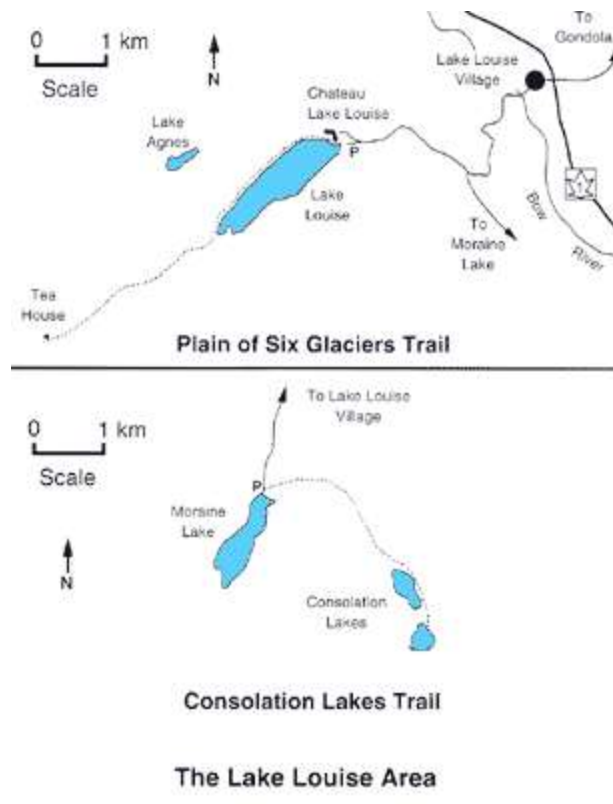 To
Gondola
0 1 km
Scale
N
Lake Louise
Village
Chateau
Lake Louise
P
Lake
Agnes
Lake
Louise
To
Moraine
Lake
Bow
River
1
Tea
House
Plain of Six Glaciers Trail
To Lake Louise
Village
0 1 km
Scale
N
P
Moraine
Lake
Consolation
Lakes
Consolation Lakes Trail
The Lake Louise Area